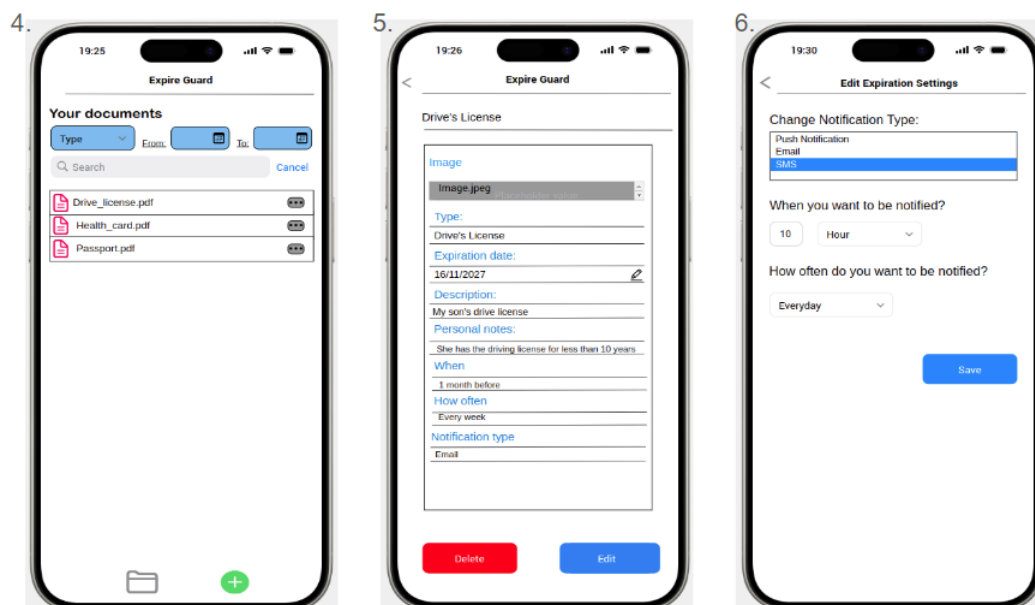 4.
19:25
Expire Guard
Your documents
Type From: To:
Search Cancel
Drive_license.pdf
Health_card.pdf
Passport.pdf
5.
19:26
Expire Guard
Drive's License
Image
Image.jpeg
Type:
Drive's License
Expiration date:
16/11/2027
Description:
My son's drive license
Personal notes:
She has the driving license for less than 10 years
When
1 month before
How often
Every week
Notification type
Email
Delete Edit
6.
19:30
Edit Expiration Settings
Change Notification Type:
Push Notification
Email
SMS
When you want to be notified?
10 Hour
How often do you want to be notified?
Everyday
Save